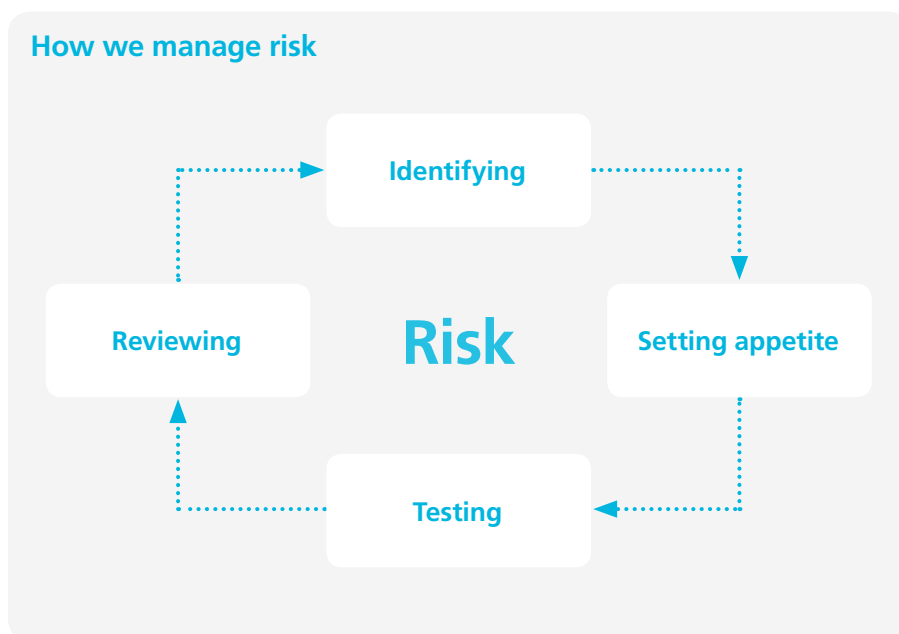 How we manage risk
Identifying
Reviewing
Risk
Setting appetite
Testing